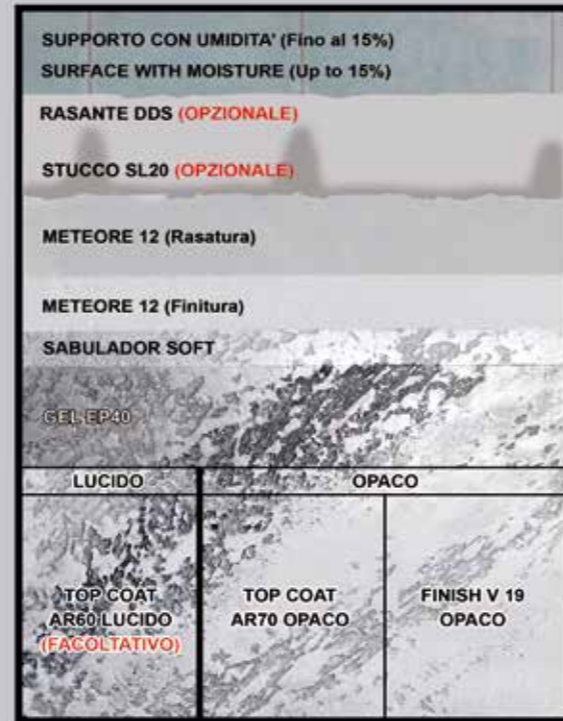 SUPPORTO CON UMIDITA' (Fino al 15%)
SURFACE WITH MOISTURE (Up to 15%)
RASANTE DDS (OPZIONALE)
STUCCO SL20 (OPZIONALE)
METEORE 12 (Rasatura)
METEORE 12 (Finitura)
SABULADOR SOFT
GEL EP40
LUCIDO
OPACO
TOP COAT
AR60 LUCIDO
(FACOLTATIVO)
TOP COAT
AR70 OPACO
FINISH V 19
OPACO